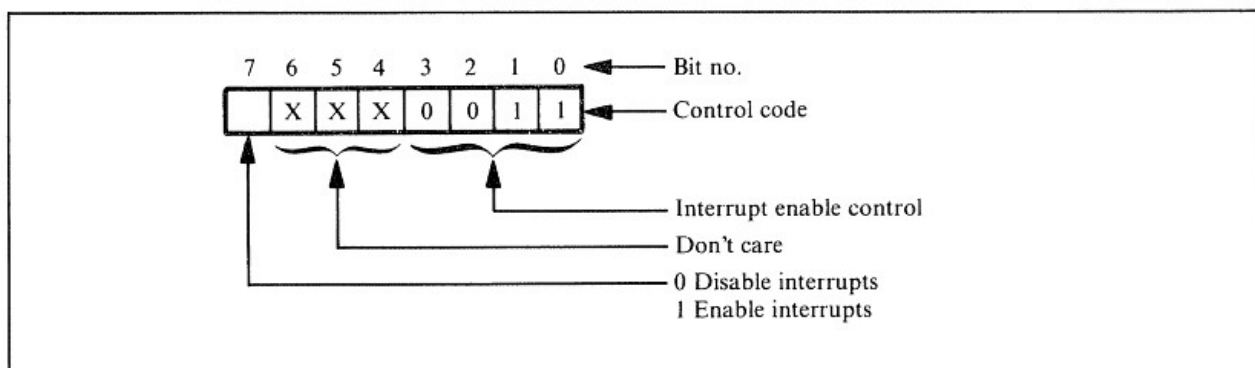 7 6 5 4 3 2 1 0 Bit no.
X X X 0 0 1 1 Control code
Interrupt enable control
Don't care
0 Disable interrupts
1 Enable interrupts